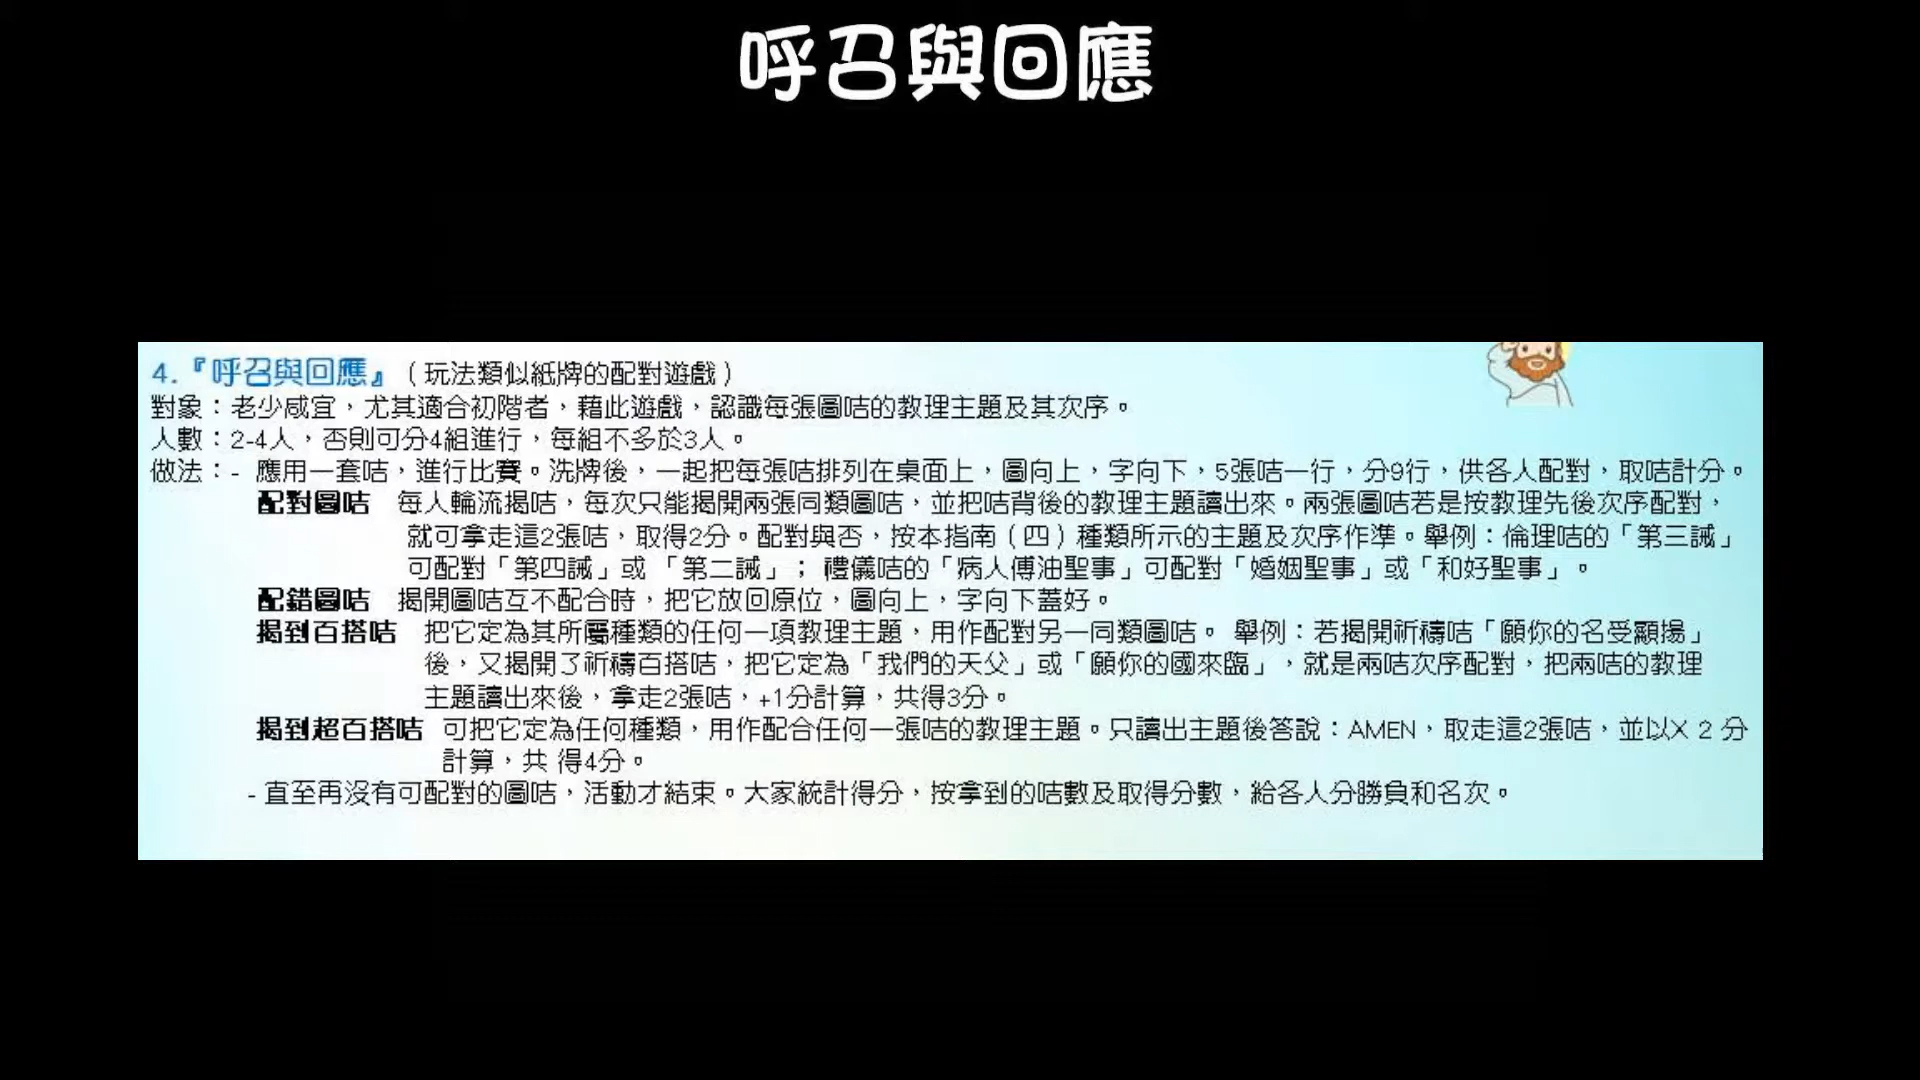 呼召與回應
4.『呼召與回應』（玩法類似紙牌的配對遊戲）
對象：老少咸宜，尤其適合初階者，藉此遊戲，認識每張圖咭的教理主題及其次序。
人數：2-4人，否則可分4組進行，每組不多於3人。
做法：- 應用一套咭，進行比賽。洗牌後，一起把每張咭排列在桌面上，圖向上，字向下，5張咭一行，分9行，供各人配對，取咭計分。
配對圖咭 每人輪流揭咭，每次只能揭開兩張同類圖咭，並把咭背後的教理主題讀出來。兩張圖咭若是按教理先後次序配對，
就可拿走這2張咭，取得2分。配對與否，按本指南（四）種類所示的主題及次序作準。舉例：倫理咭的「第三誡」
可配對「第四誡」或 「第二誡」； 禮儀咭的「病人傅油聖事」可配對「婚姻聖事」或「和好聖事」。
配錯圖咭 揭開圖咭互不配合時，把它放回原位，圖向上，字向下蓋好。
揭到百搭咭 把它定為其所屬種類的任何一項教理主題，用作配對另一同類圖咭。 舉例：若揭開祈禱咭「願你的名受顯揚」
後，又揭開了祈禱百搭咭，把它定為「我們的天父」或「願你的國來臨」，就是兩咭次序配對，把兩咭的教理
主題讀出來後，拿走2張咭，+1分計算，共得3分。
揭到超百搭咭 可把它定為任何種類，用作配合任何一張咭的教理主題。只讀出主題後答說：AMEN，取走這2張咭，並以X 2 分
計算，共 得4分。
- 直至再沒有可配對的圖咭，活動才結束。大家統計得分，按拿到的咭數及取得分數，給各人分勝負和名次。